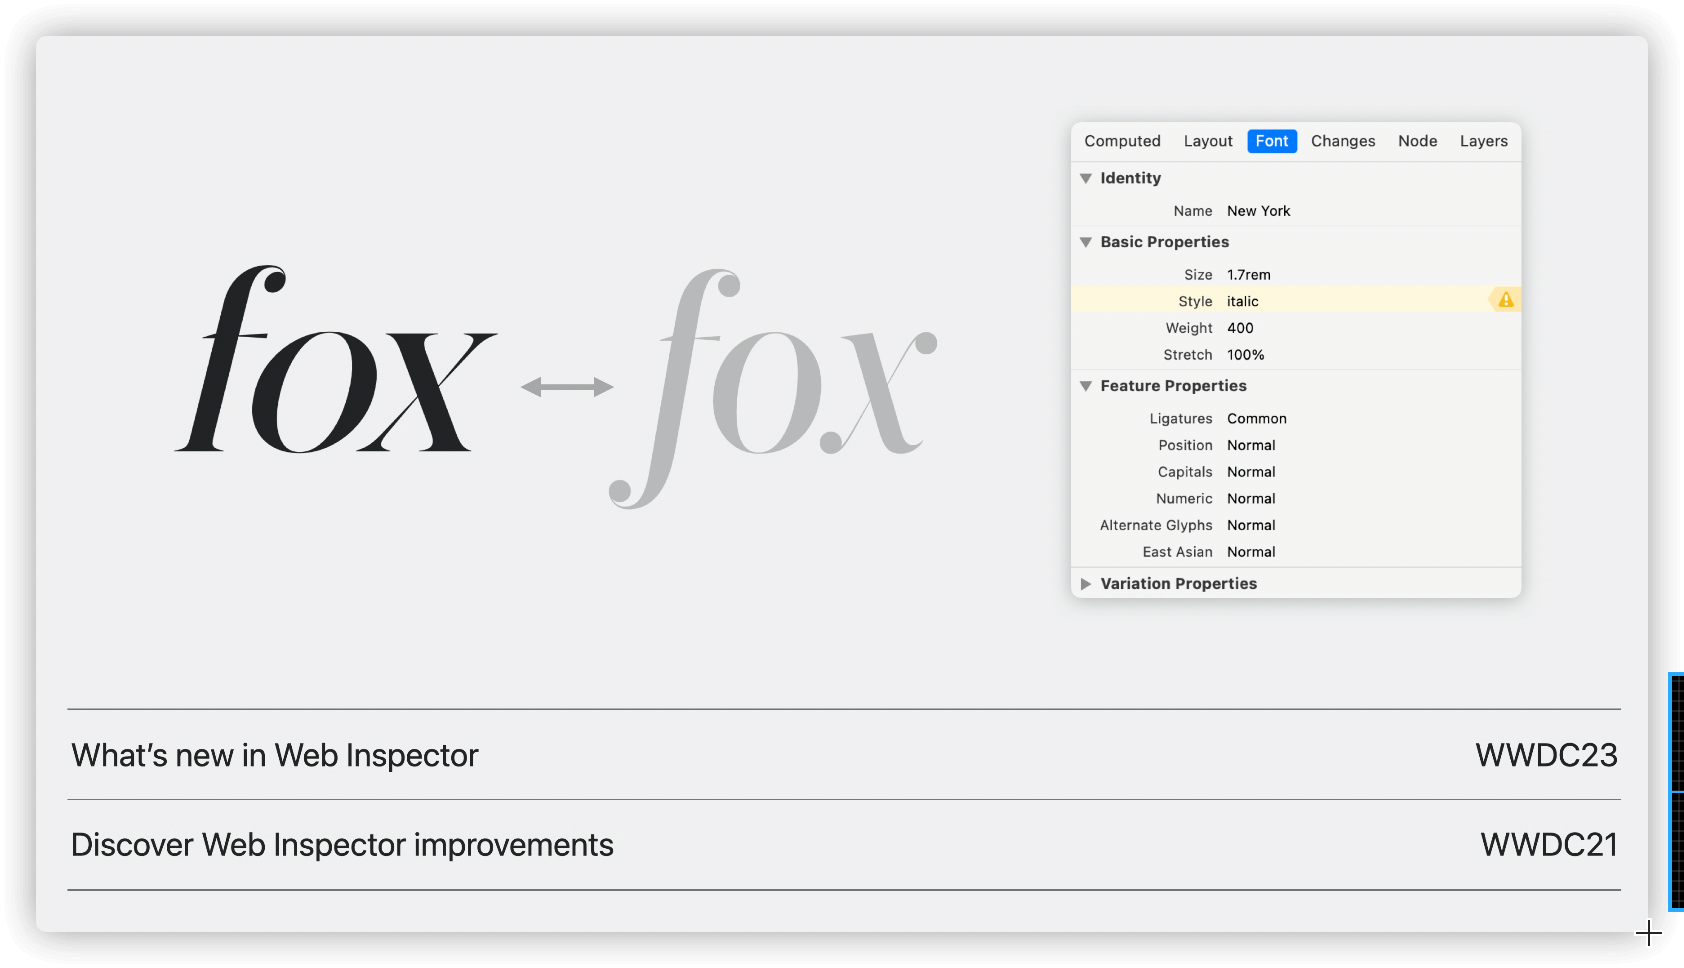 fox
fox
Computed Layout Font Changes Node Layers
Identity
Name New York
Basic Properties
Size 1.7rem
Style italic
Weight 400
Stretch 100%
Feature Properties
Ligatures Common
Position Normal
Capitals Normal
Numeric Normal
Alternate Glyphs Normal
East Asian Normal
Variation Properties
What’s new in Web Inspector WWDC23
Discover Web Inspector improvements WWDC21